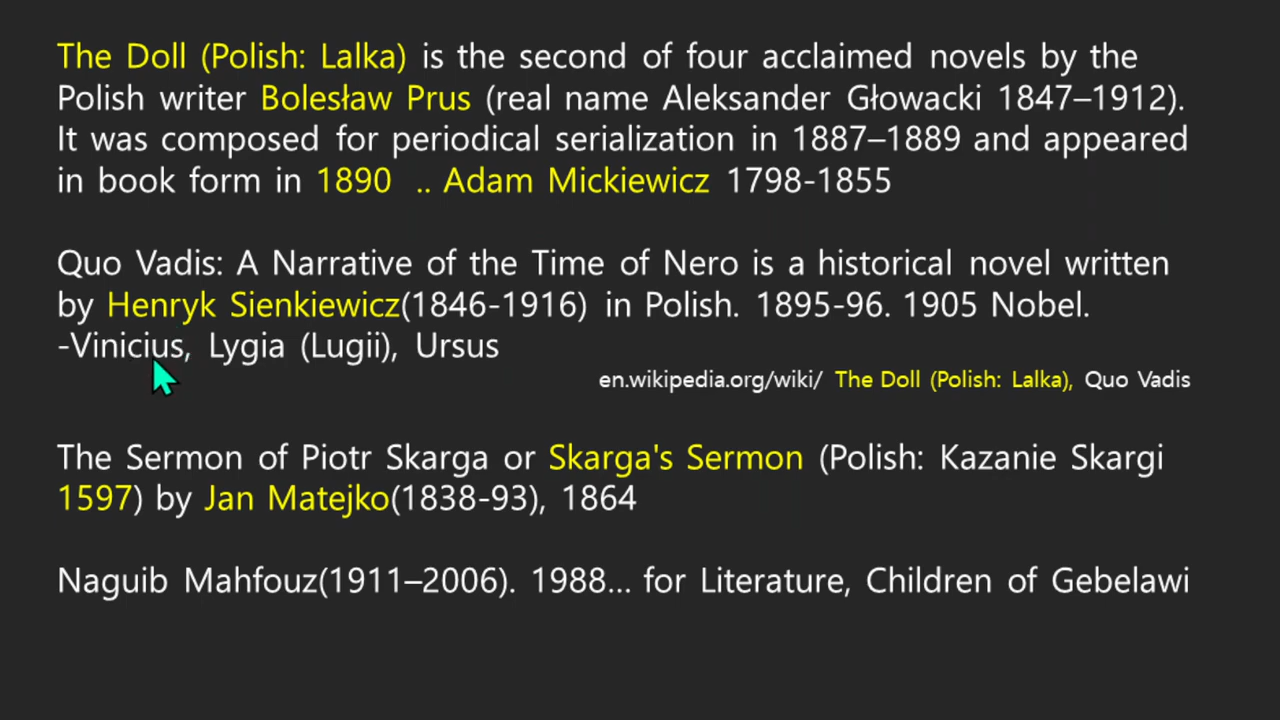 The Doll (Polish: Lalka) is the second of four acclaimed novels by the
Polish writer Bolesław Prus (real name Aleksander Głowacki 1847–1912).
It was composed for periodical serialization in 1887–1889 and appeared
in book form in 1890 .. Adam Mickiewicz 1798-1855
Quo Vadis: A Narrative of the Time of Nero is a historical novel written
by Henryk Sienkiewicz(1846-1916) in Polish. 1895-96. 1905 Nobel.
-Vinicius, Lygia (Lugii), Ursus
en.wikipedia.org/wiki/ The Doll (Polish: Lalka), Quo Vadis
The Sermon of Piotr Skarga or Skarga's Sermon (Polish: Kazanie Skargi
1597) by Jan Matejko(1838-93), 1864
Naguib Mahfouz(1911–2006). 1988... for Literature, Children of Gebelawi